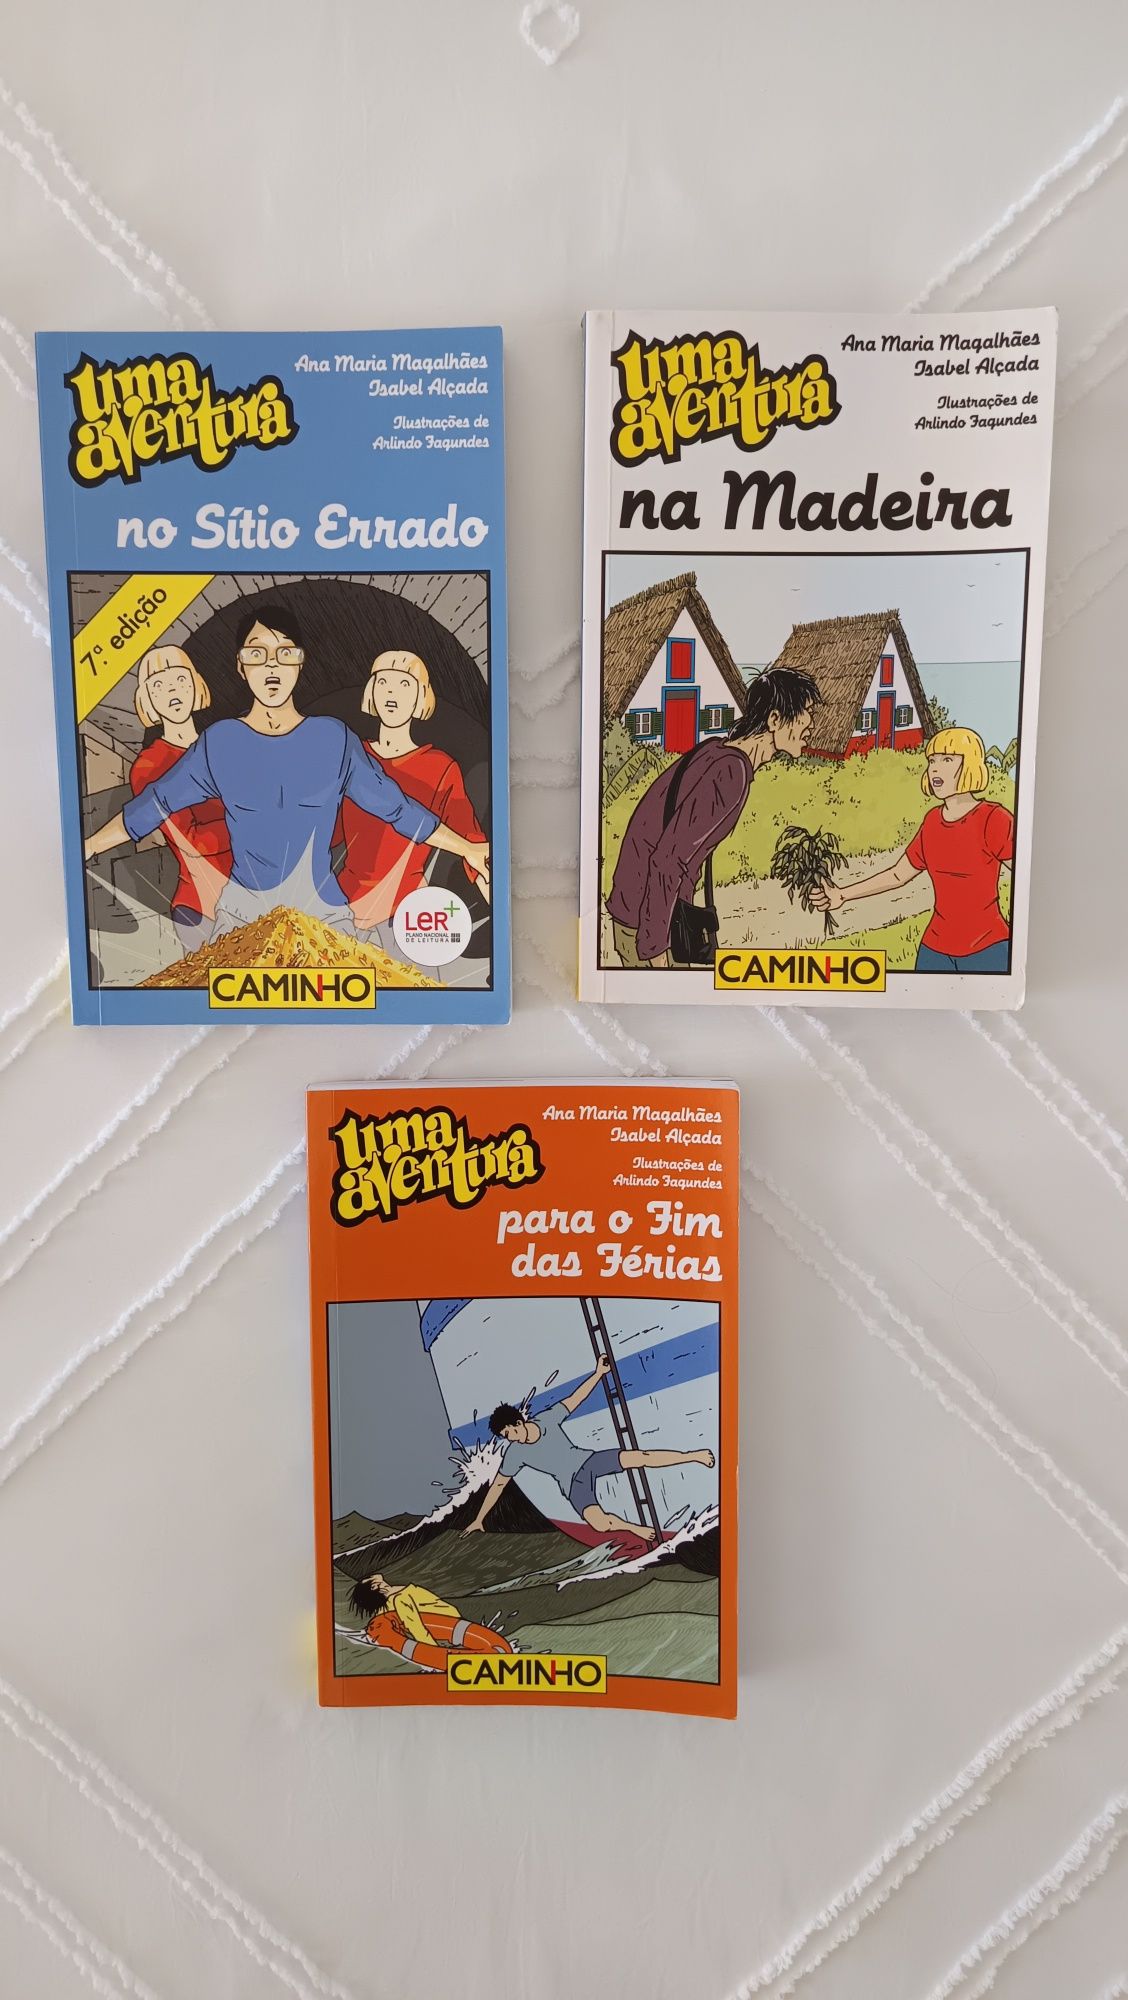 uma
aventura
Ana Maria Magalhães
Isabel Alçada
Ilustrações de
Arlindo Fagundes
no Sítio Errado
7.ª edição
LeR+
PLANO NACIONAL
DE LEITURA
CAMINHO
uma
aventura
Ana Maria Magalhães
Isabel Alçada
Ilustrações de
Arlindo Fagundes
na Madeira
CAMINHO
uma
aventura
Ana Maria Magalhães
Isabel Alçada
Ilustrações de
Arlindo Fagundes
para o Fim
das Férias
CAMINHO